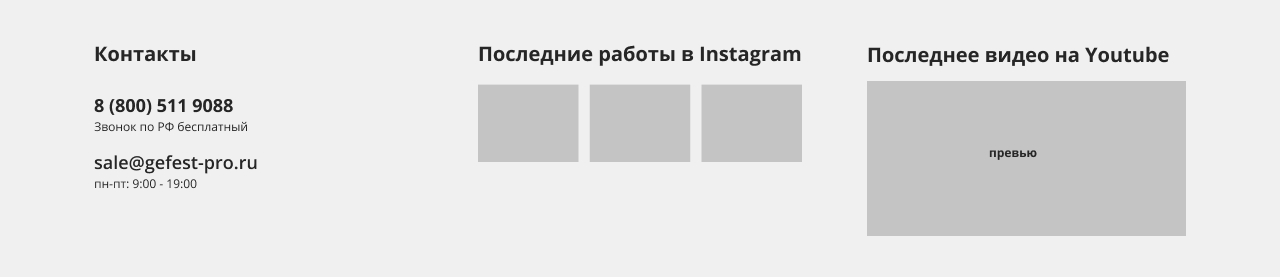 Контакты
8 (800) 511 9088
Звонок по РФ бесплатный
sale@gefest-pro.ru
пн-пт: 9:00 - 19:00
Последние работы в Instagram
Последнее видео на Youtube
превью